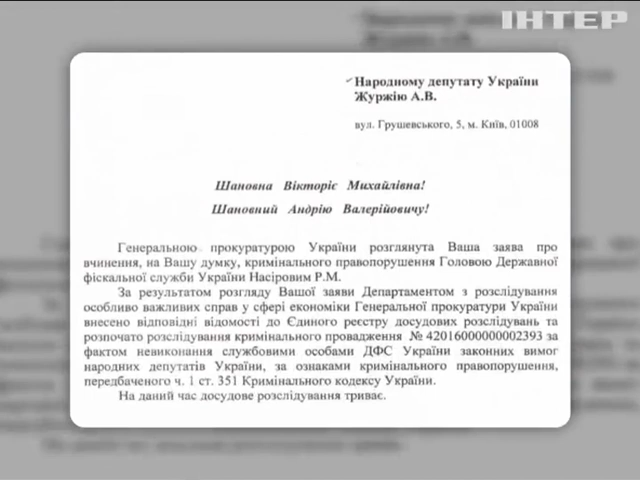 ІНТЕР
Народному депутату України
Журжію А.В.
вул. Грушевського, 5, м. Київ, 01008
Шановна Вікторіє Михайлівна!
Шановний Андрію Валерійовичу!
Генеральною прокуратурою України розглянута Ваша заява про
вчинення, на Вашу думку, кримінального правопорушення Головою Державної
фіскальної служби України Насіровим Р.М.
За результатом розгляду Вашої заяви Департаментом з розслідування
особливо важливих справ у сфері економіки Генеральної прокуратури України
внесено відповідні відомості до Єдиного реєстру досудових розслідувань та
розпочато розслідування кримінального провадження № 42016000000002393 за
фактом невиконання службовими особами ДФС України законних вимог
народних депутатів України, за ознаками кримінального правопорушення,
передбаченого ч. 1 ст. 351 Кримінального кодексу України.
На даний час досудове розслідування триває.